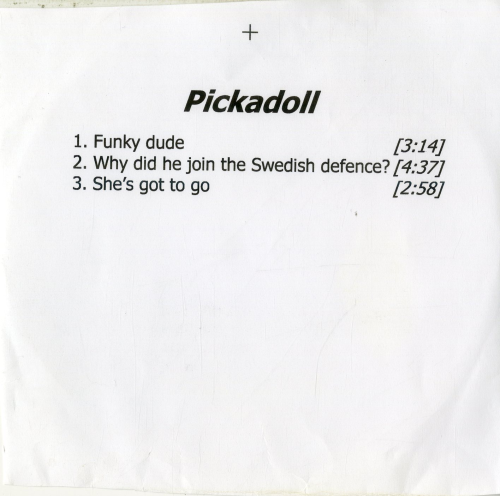 Pickadoll
1. Funky dude [3:14]
2. Why did he join the Swedish defence? [4:37]
3. She's got to go [2:58]